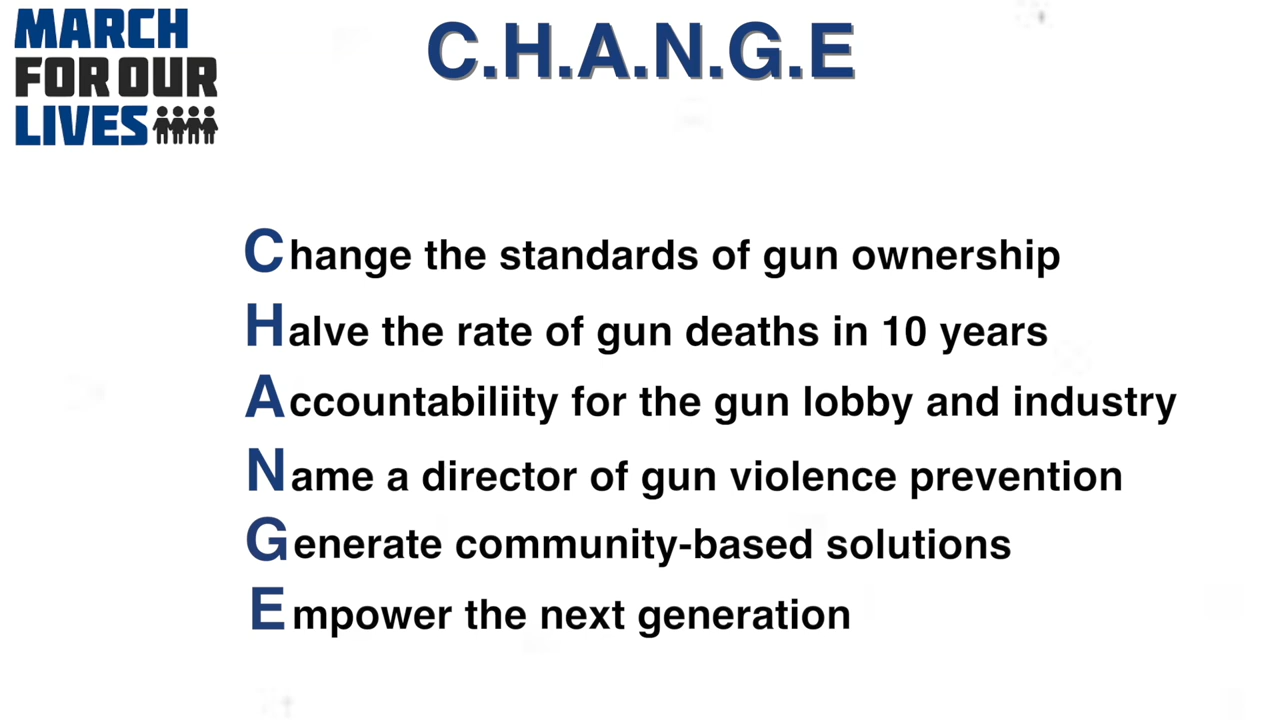 MARCH
FOR OUR
LIVES
C.H.A.N.G.E
Change the standards of gun ownership
Halve the rate of gun deaths in 10 years
Accountabiliity for the gun lobby and industry
Name a director of gun violence prevention
Generate community-based solutions
Empower the next generation